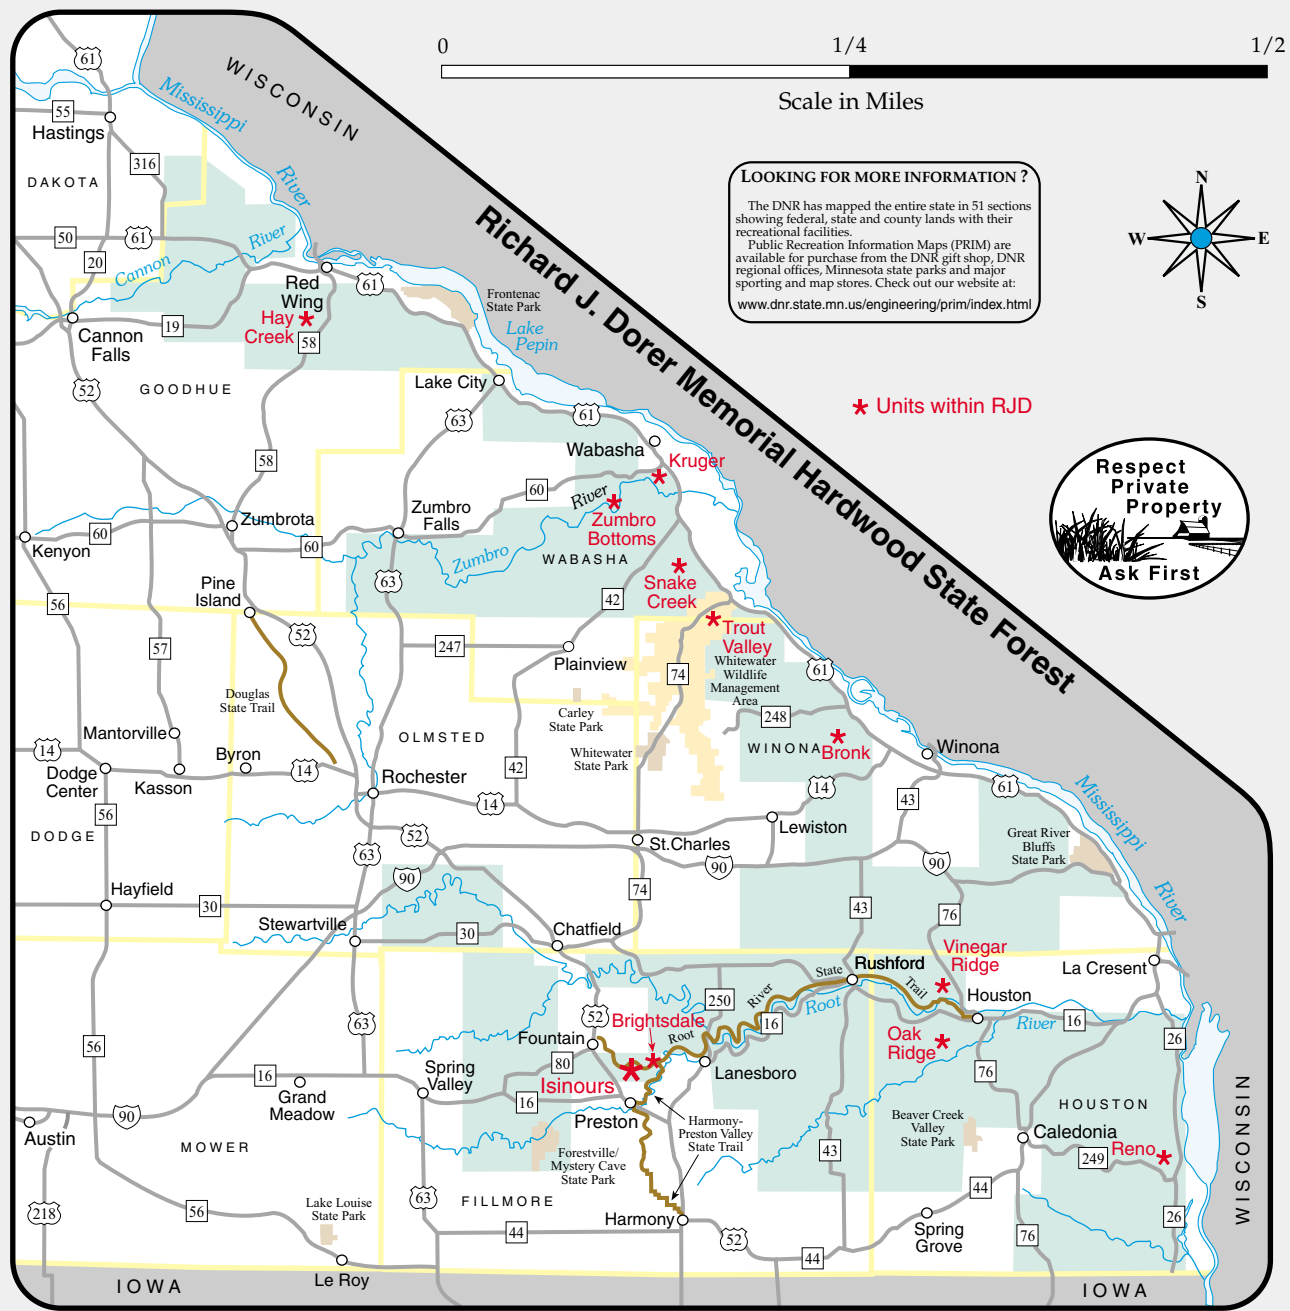 0 1/4 1/2
Scale in Miles
LOOKING FOR MORE INFORMATION ?
The DNR has mapped the entire state in 51 sections
showing federal, state and county lands with their
recreational facilities.
Public Recreation Information Maps (PRIM) are
available for purchase from the DNR gift shop, DNR
regional offices, Minnesota state parks and major
sporting and map stores. Check out our website at:
www.dnr.state.mn.us/engineering/prim/index.html
N
W E
S
Richard J. Dorer Memorial Hardwood State Forest
* Units within RJD
Respect
Private
Property
Ask First
WISCONSIN
61
Mississippi
River
55
Hastings
316
DAKOTA
50
61
20
Cannon
River
Red
Wing
61
Frontenac
State Park
Hay
Creek
58
19
Cannon
Falls
Lake
Pepin
52
GOODHUE
Lake City
63
61
Wabasha
Kruger
58
60
River
Zumbro
Bottoms
Zumbro
Falls
Zumbrota
60
Kenyon
60
Zumbro
WABASHA
63
Pine
Island
Snake
Creek
56
42
52
Trout
Valley
57
247
Plainview
74
Whitewater
Wildlife
Management
Area
61
Douglas
State Trail
Carley
State Park
248
Mantorville
OLMSTED
Whitewater
State Park
WINONA
Bronk
Winona
14
Byron
14
Dodge
Center
Kasson
Rochester
42
14
14
61
Mississippi
43
56
DODGE
52
Lewiston
Great River
Bluffs
State Park
63
St.Charles
90
90
90
Hayfield
30
74
43
76
River
Stewartville
30
Chatfield
Vinegar
Ridge
La Cresent
Rushford
State
Trail
Houston
River
Root
250
16
Root
River
16
63
52
Brightsdale
Fountain
Oak
Ridge
26
56
80
Isinours
Lanesboro
76
16
Grand
Meadow
Spring
Valley
16
Preston
Harmony-
Preston Valley
State Trail
Beaver Creek
Valley
State Park
HOUSTON
90
Austin
Caledonia
Reno
249
MOWER
Forestville/
Mystery Cave
State Park
43
44
WISCONSIN
218
56
Lake Louise
State Park
63
FILLMORE
Harmony
44
52
Spring
Grove
76
26
44
Le Roy
IOWA
IOWA